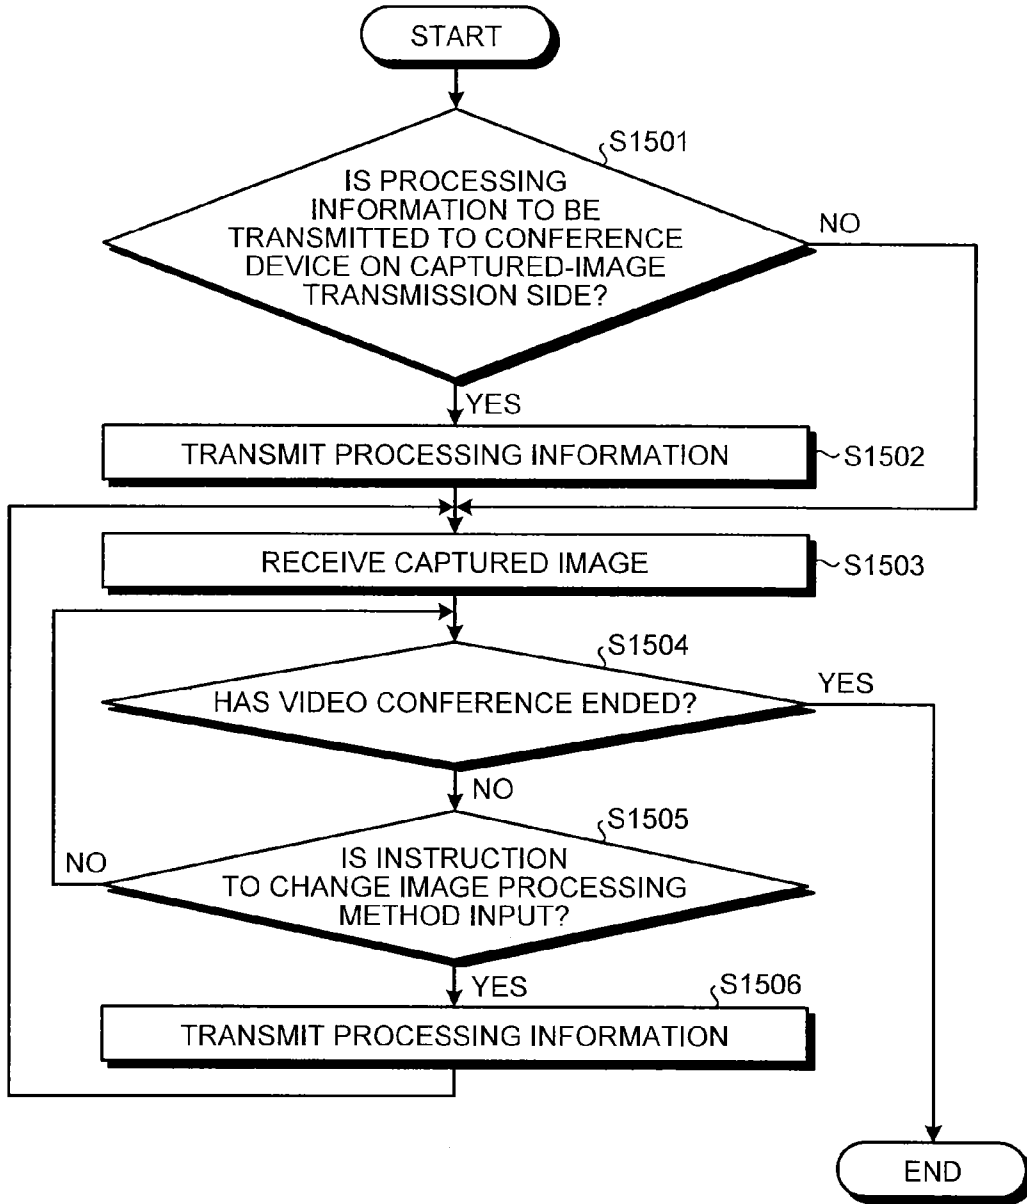 START
S1501
IS PROCESSING
INFORMATION TO BE
TRANSMITTED TO CONFERENCE
DEVICE ON CAPTURED-IMAGE
TRANSMISSION SIDE?
NO
YES
TRANSMIT PROCESSING INFORMATION
S1502
RECEIVE CAPTURED IMAGE
S1503
S1504
HAS VIDEO CONFERENCE ENDED?
YES
NO
S1505
NO
IS INSTRUCTION
TO CHANGE IMAGE PROCESSING
METHOD INPUT?
YES
S1506
TRANSMIT PROCESSING INFORMATION
END